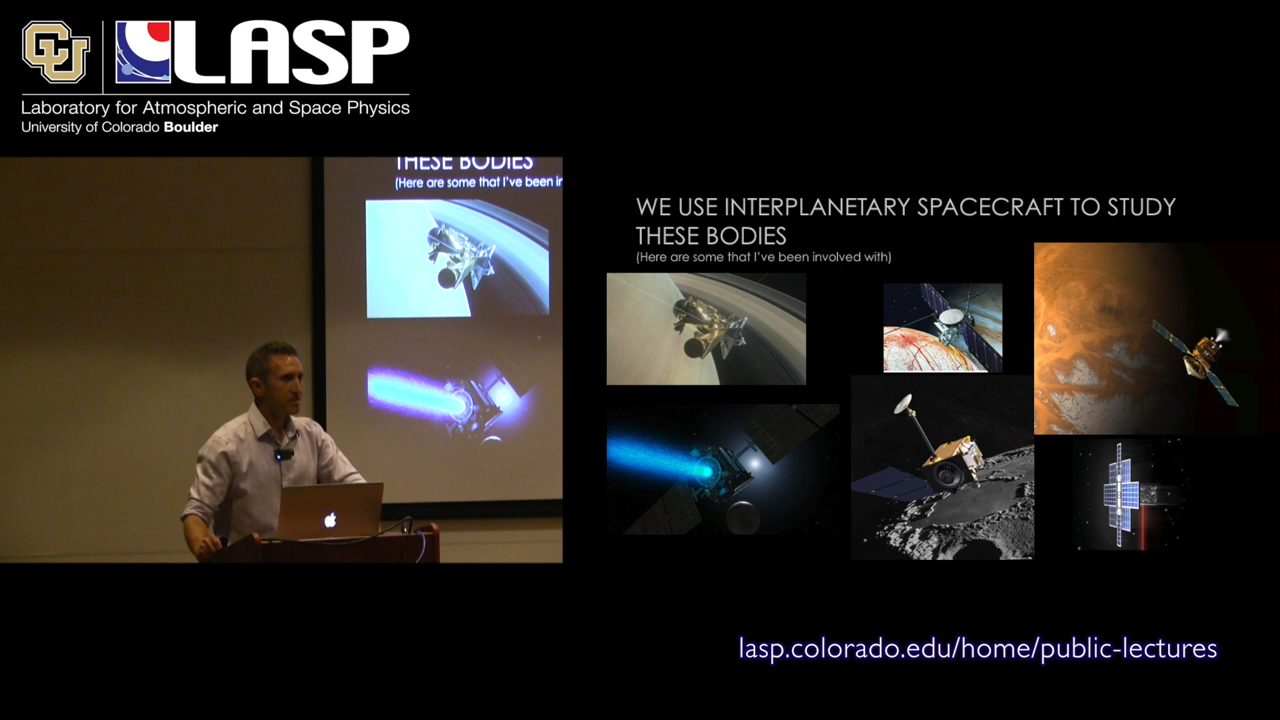 CU
LASP
Laboratory for Atmospheric and Space Physics
University of Colorado Boulder
THESE BODIES
(Here are some that I've been in
WE USE INTERPLANETARY SPACECRAFT TO STUDY
THESE BODIES
(Here are some that I've been involved with)
lasp.colorado.edu/home/public-lectures